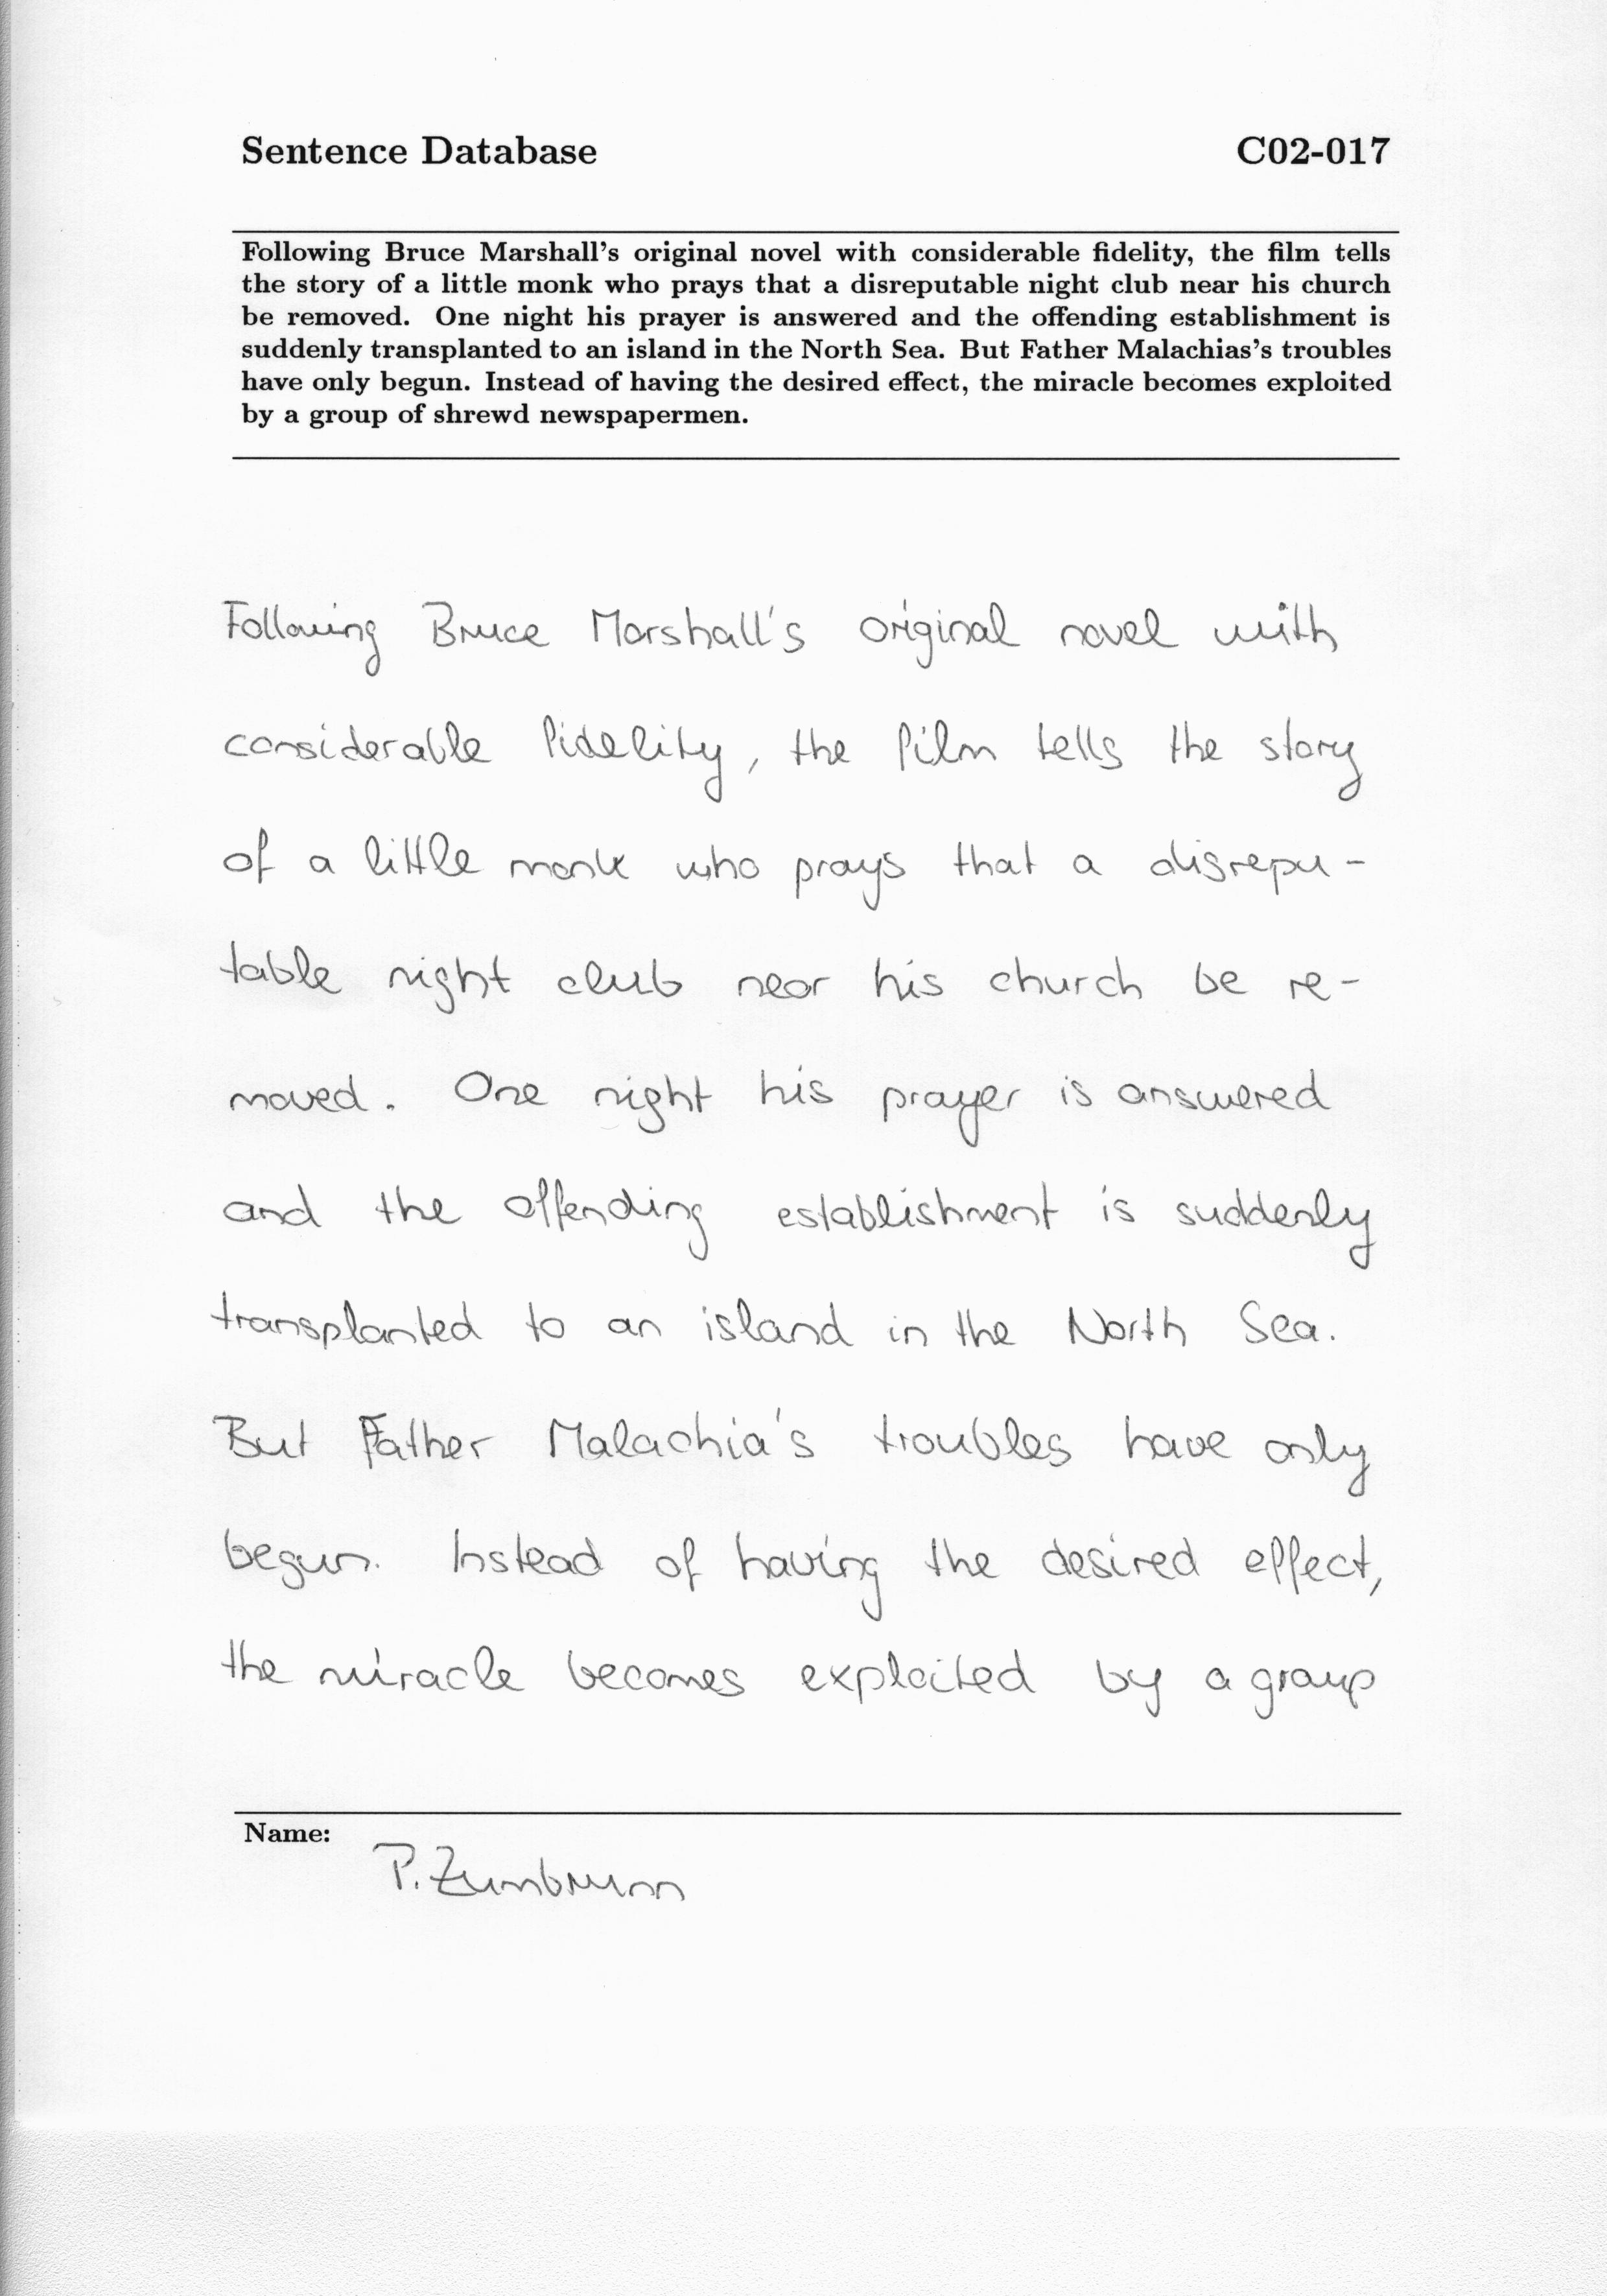 Sentence Database C02-017
Following Bruce Marshall's original novel with considerable fidelity, the film tells
the story of a little monk who prays that a disreputable night club near his church
be removed. One night his prayer is answered and the offending establishment is
suddenly transplanted to an island in the North Sea. But Father Malachias's troubles
have only begun. Instead of having the desired effect, the miracle becomes exploited
by a group of shrewd newspapermen.
Following Bruce Marshall's original novel with
considerable fidelity, the film tells the story
of a little monk who prays that a disrepu-
table night club near his church be re-
moved. One night his prayer is answered
and the offending establishment is suddenly
transplanted to an island in the North Sea.
But Father Malachia's troubles have only
begun. Instead of having the desired effect,
the miracle becomes exploited by a group
Name:
P. Zumbrunn